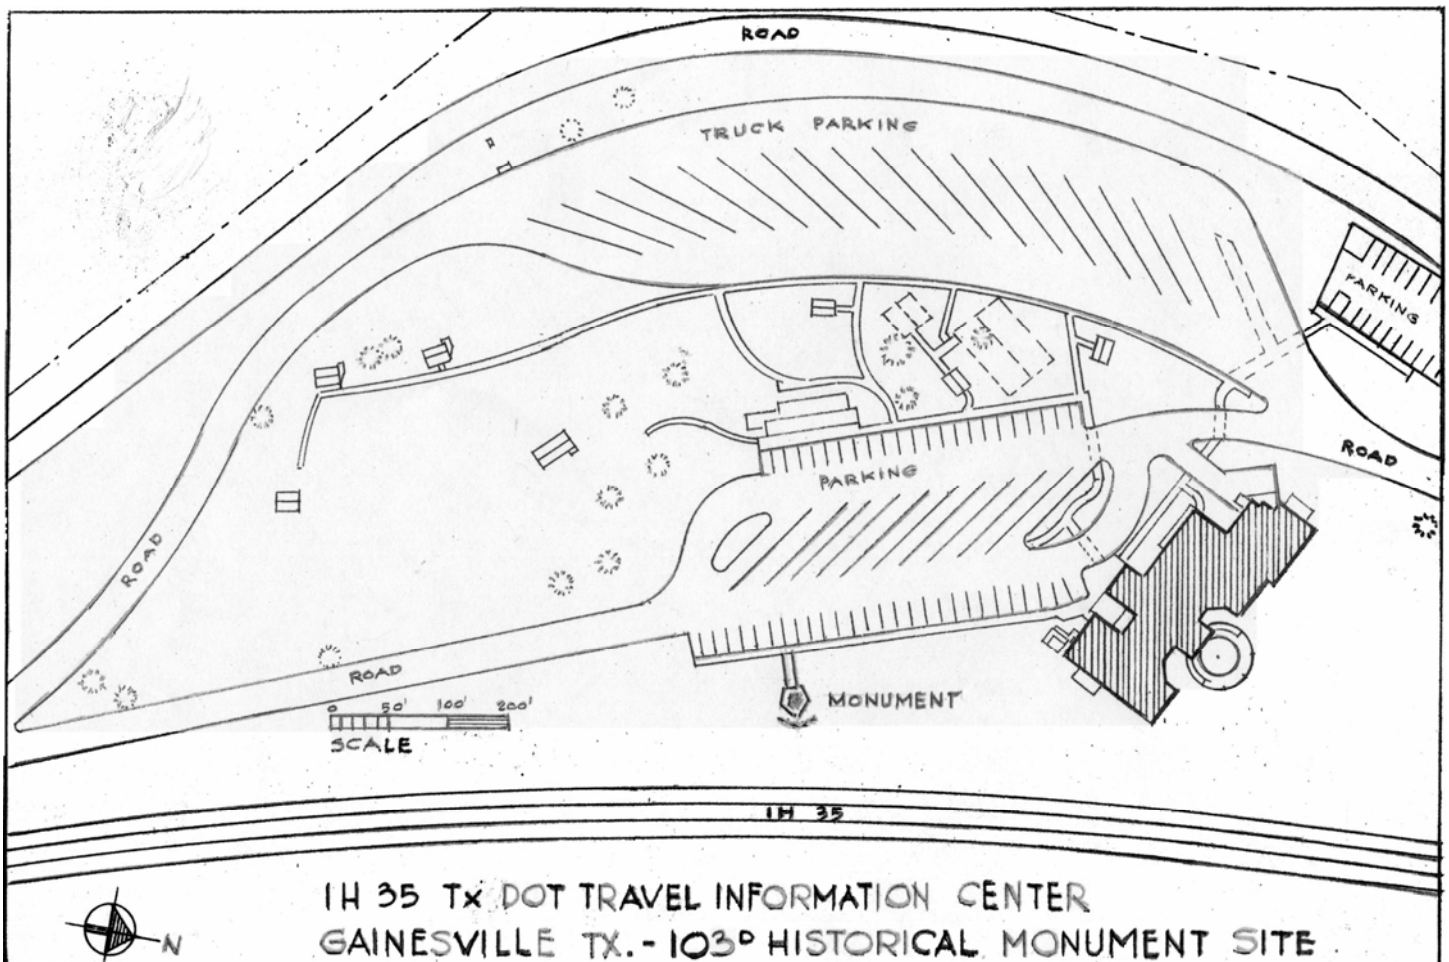 ROAD
TRUCK PARKING
PARKING
ROAD
PARKING
ROAD
ROAD
MONUMENT
0 50' 100' 200'
SCALE
IH 35
IH 35 Tx DOT TRAVEL INFORMATION CENTER
N
GAINESVILLE TX. - 103º HISTORICAL MONUMENT SITE